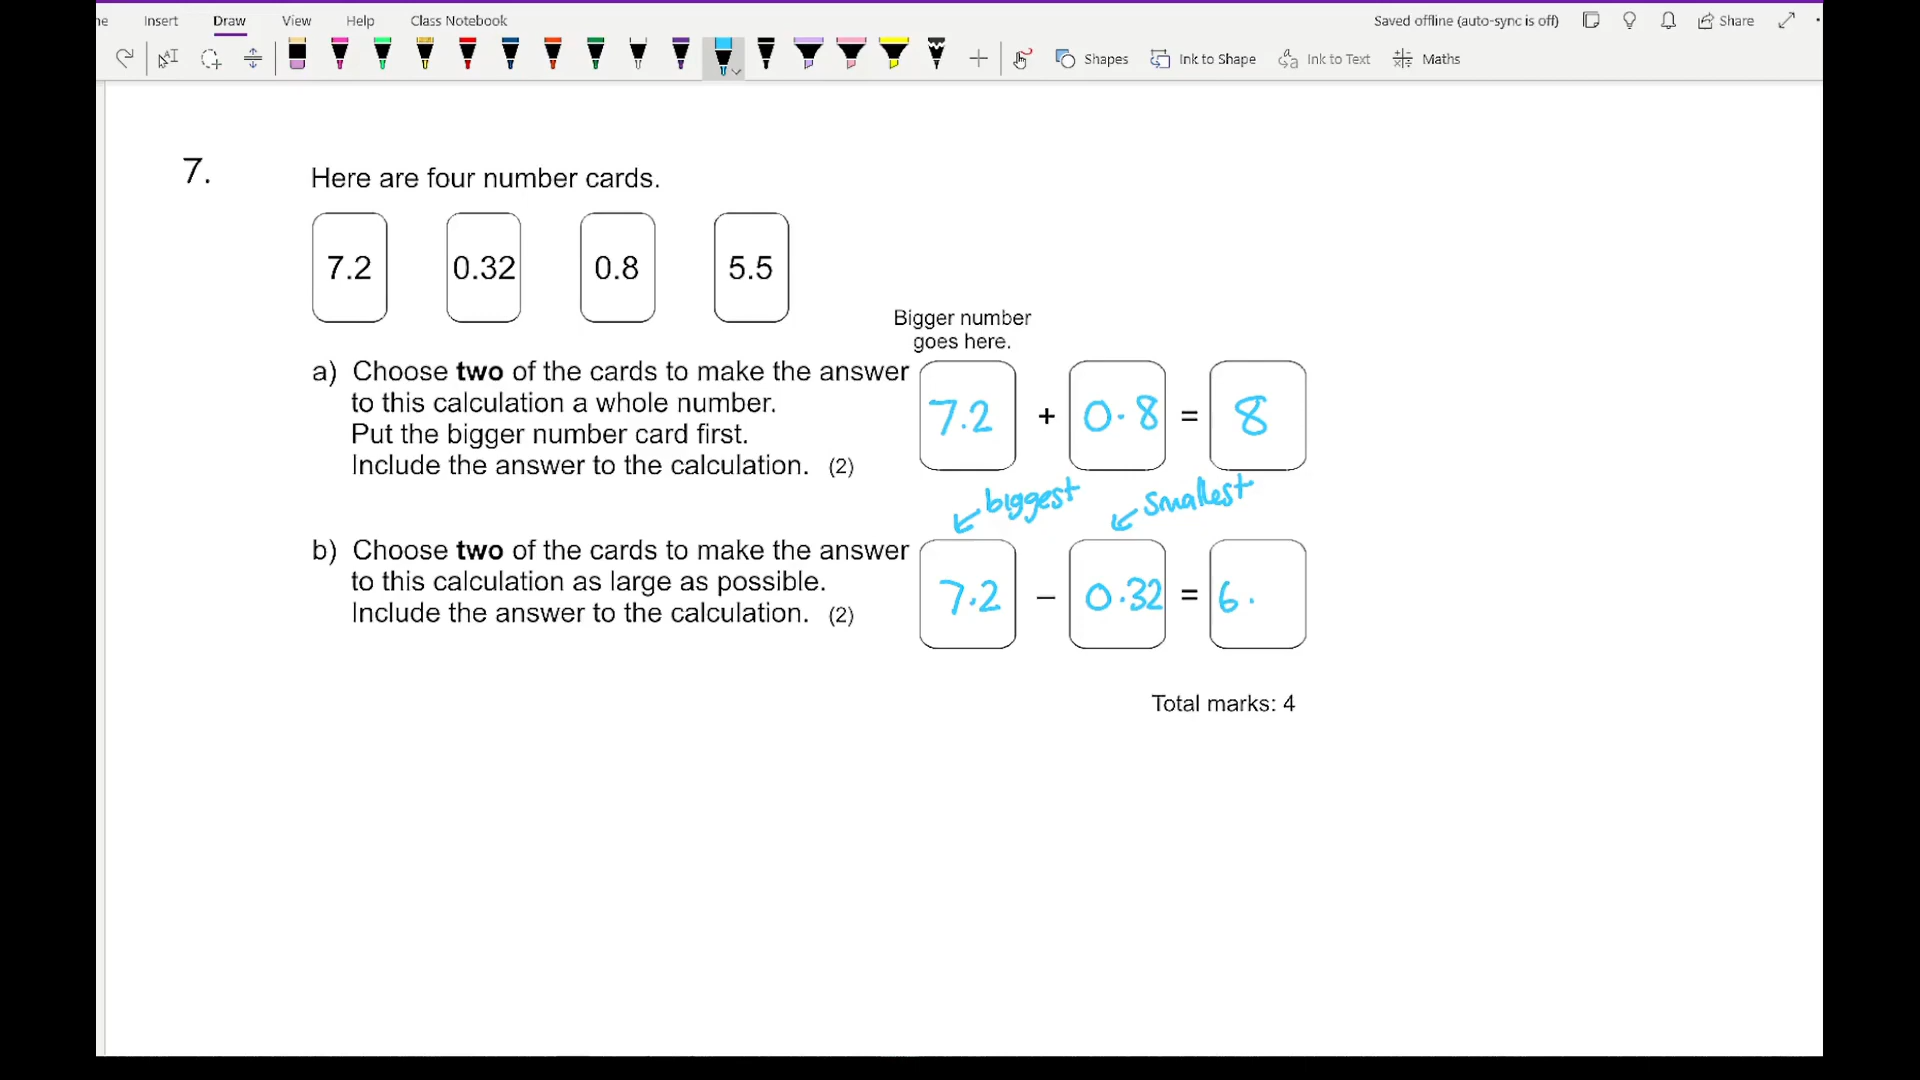 Insert Draw View Help Class Notebook Saved offline (auto-sync is off) Share
Shapes Ink to Shape Ink to Text Maths
7. Here are four number cards.
7.2 0.32 0.8 5.5
Bigger number
goes here.
a) Choose two of the cards to make the answer
to this calculation a whole number.
Put the bigger number card first.
Include the answer to the calculation. (2)
7.2 + 0.8 = 8
biggest smallest
b) Choose two of the cards to make the answer
to this calculation as large as possible.
Include the answer to the calculation. (2)
7.2 – 0.32 = 6.
Total marks: 4